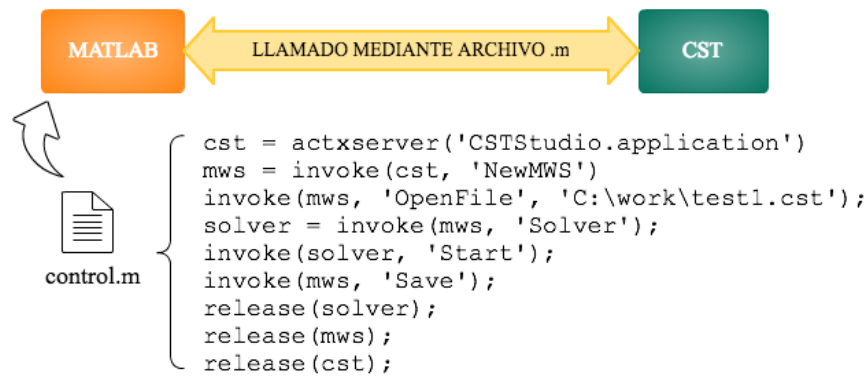 MATLAB
LLAMADO MEDIANTE ARCHIVO .m
CST
cst = actxserver('CSTStudio.application')
mws = invoke(cst, 'NewMWS')
invoke(mws, 'OpenFile', 'C:\work\test1.cst');
solver = invoke(mws, 'Solver');
invoke(solver, 'Start');
invoke(mws, 'Save');
release(solver);
release(mws);
release(cst);
control.m